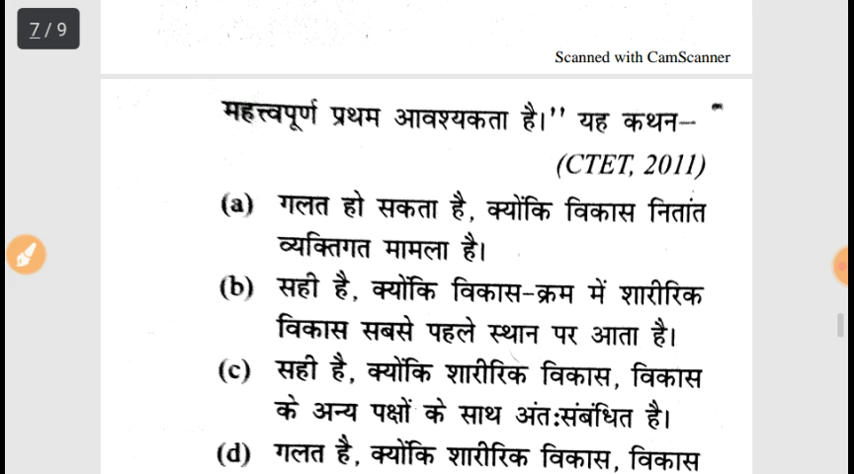 7 / 9
Scanned with CamScanner
महत्त्वपूर्ण प्रथम आवश्यकता है।'' यह कथन–
(CTET, 2011)
(a) गलत हो सकता है, क्योंकि विकास नितांत
व्यक्तिगत मामला है।
(b) सही है, क्योंकि विकास-क्रम में शारीरिक
विकास सबसे पहले स्थान पर आता है।
(c) सही है, क्योंकि शारीरिक विकास, विकास
के अन्य पक्षों के साथ अंत:संबंधित है।
(d) गलत है, क्योंकि शारीरिक विकास, विकास